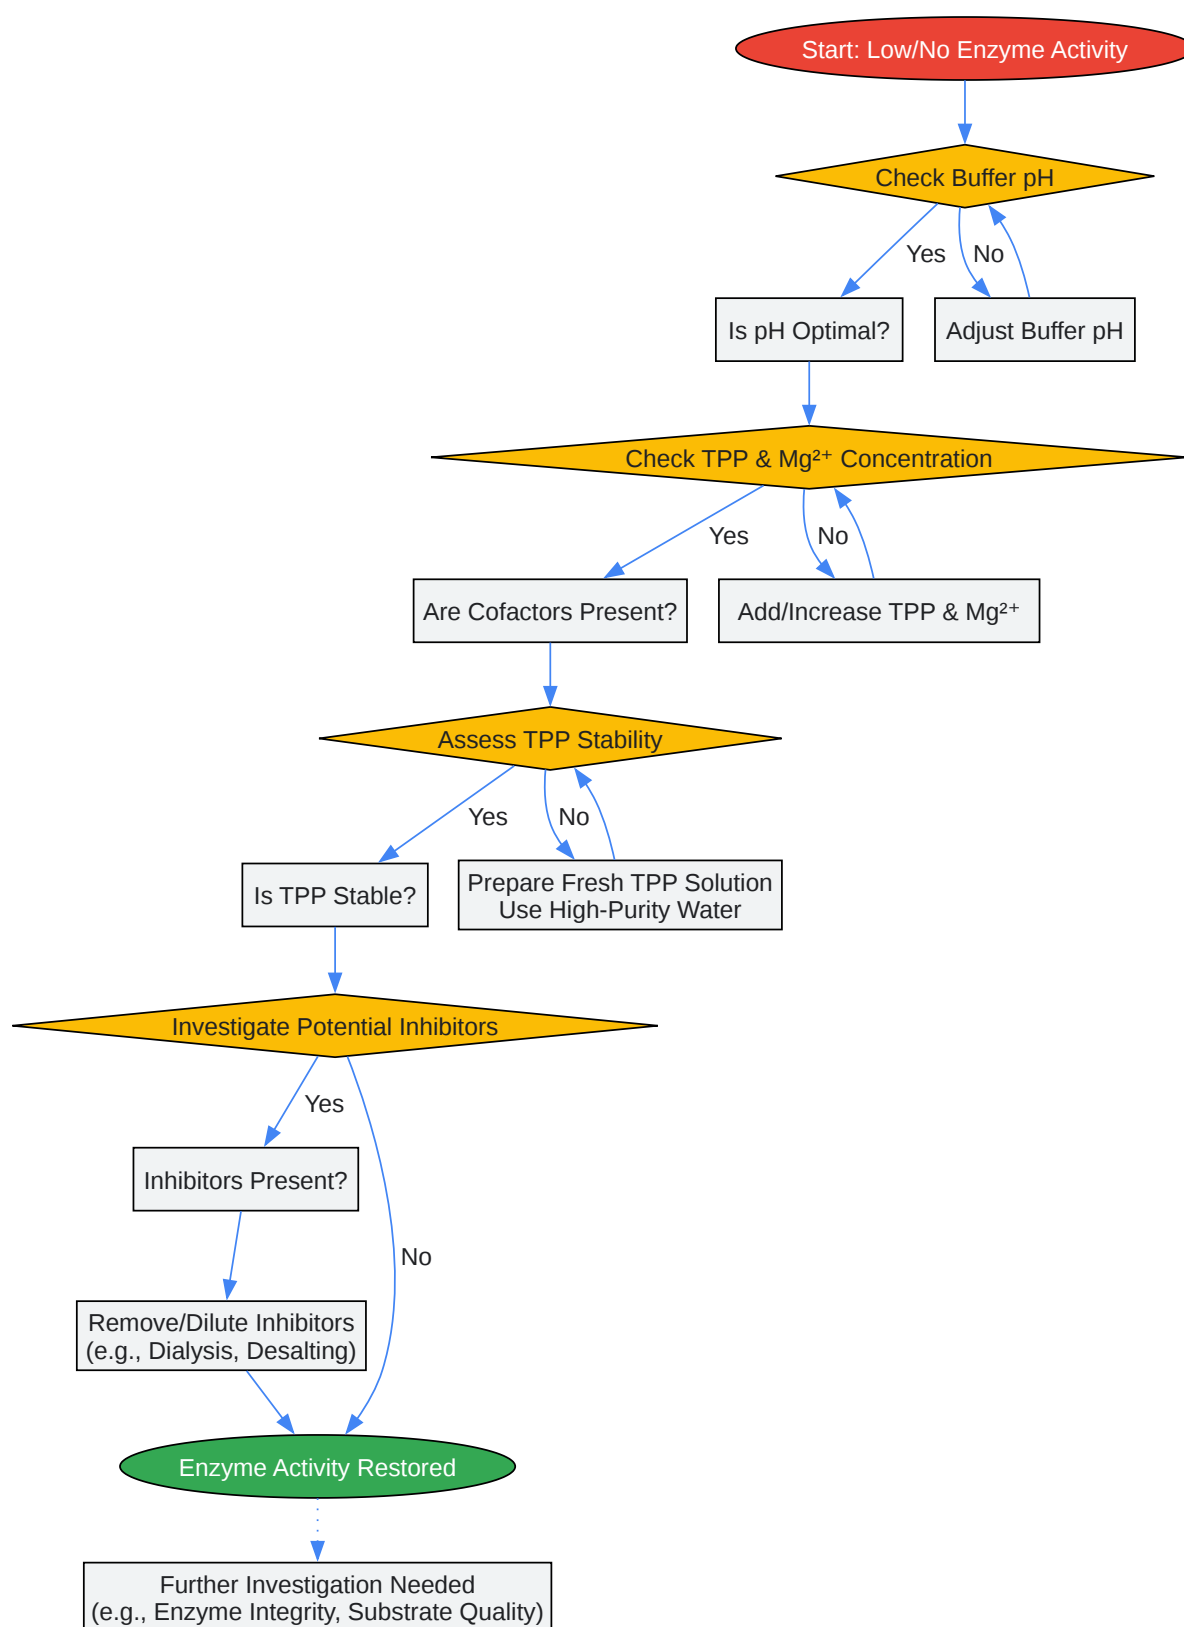 Start: Low/No Enzyme Activity
Check Buffer pH
Yes
No
Is pH Optimal?
Adjust Buffer pH
Check TPP & Mg²⁺ Concentration
Yes
No
Are Cofactors Present?
Add/Increase TPP & Mg²⁺
Assess TPP Stability
Yes
No
Is TPP Stable?
Prepare Fresh TPP Solution
Use High-Purity Water
Investigate Potential Inhibitors
Yes
Inhibitors Present?
No
Remove/Dilute Inhibitors
(e.g., Dialysis, Desalting)
Enzyme Activity Restored
Further Investigation Needed
(e.g., Enzyme Integrity, Substrate Quality)